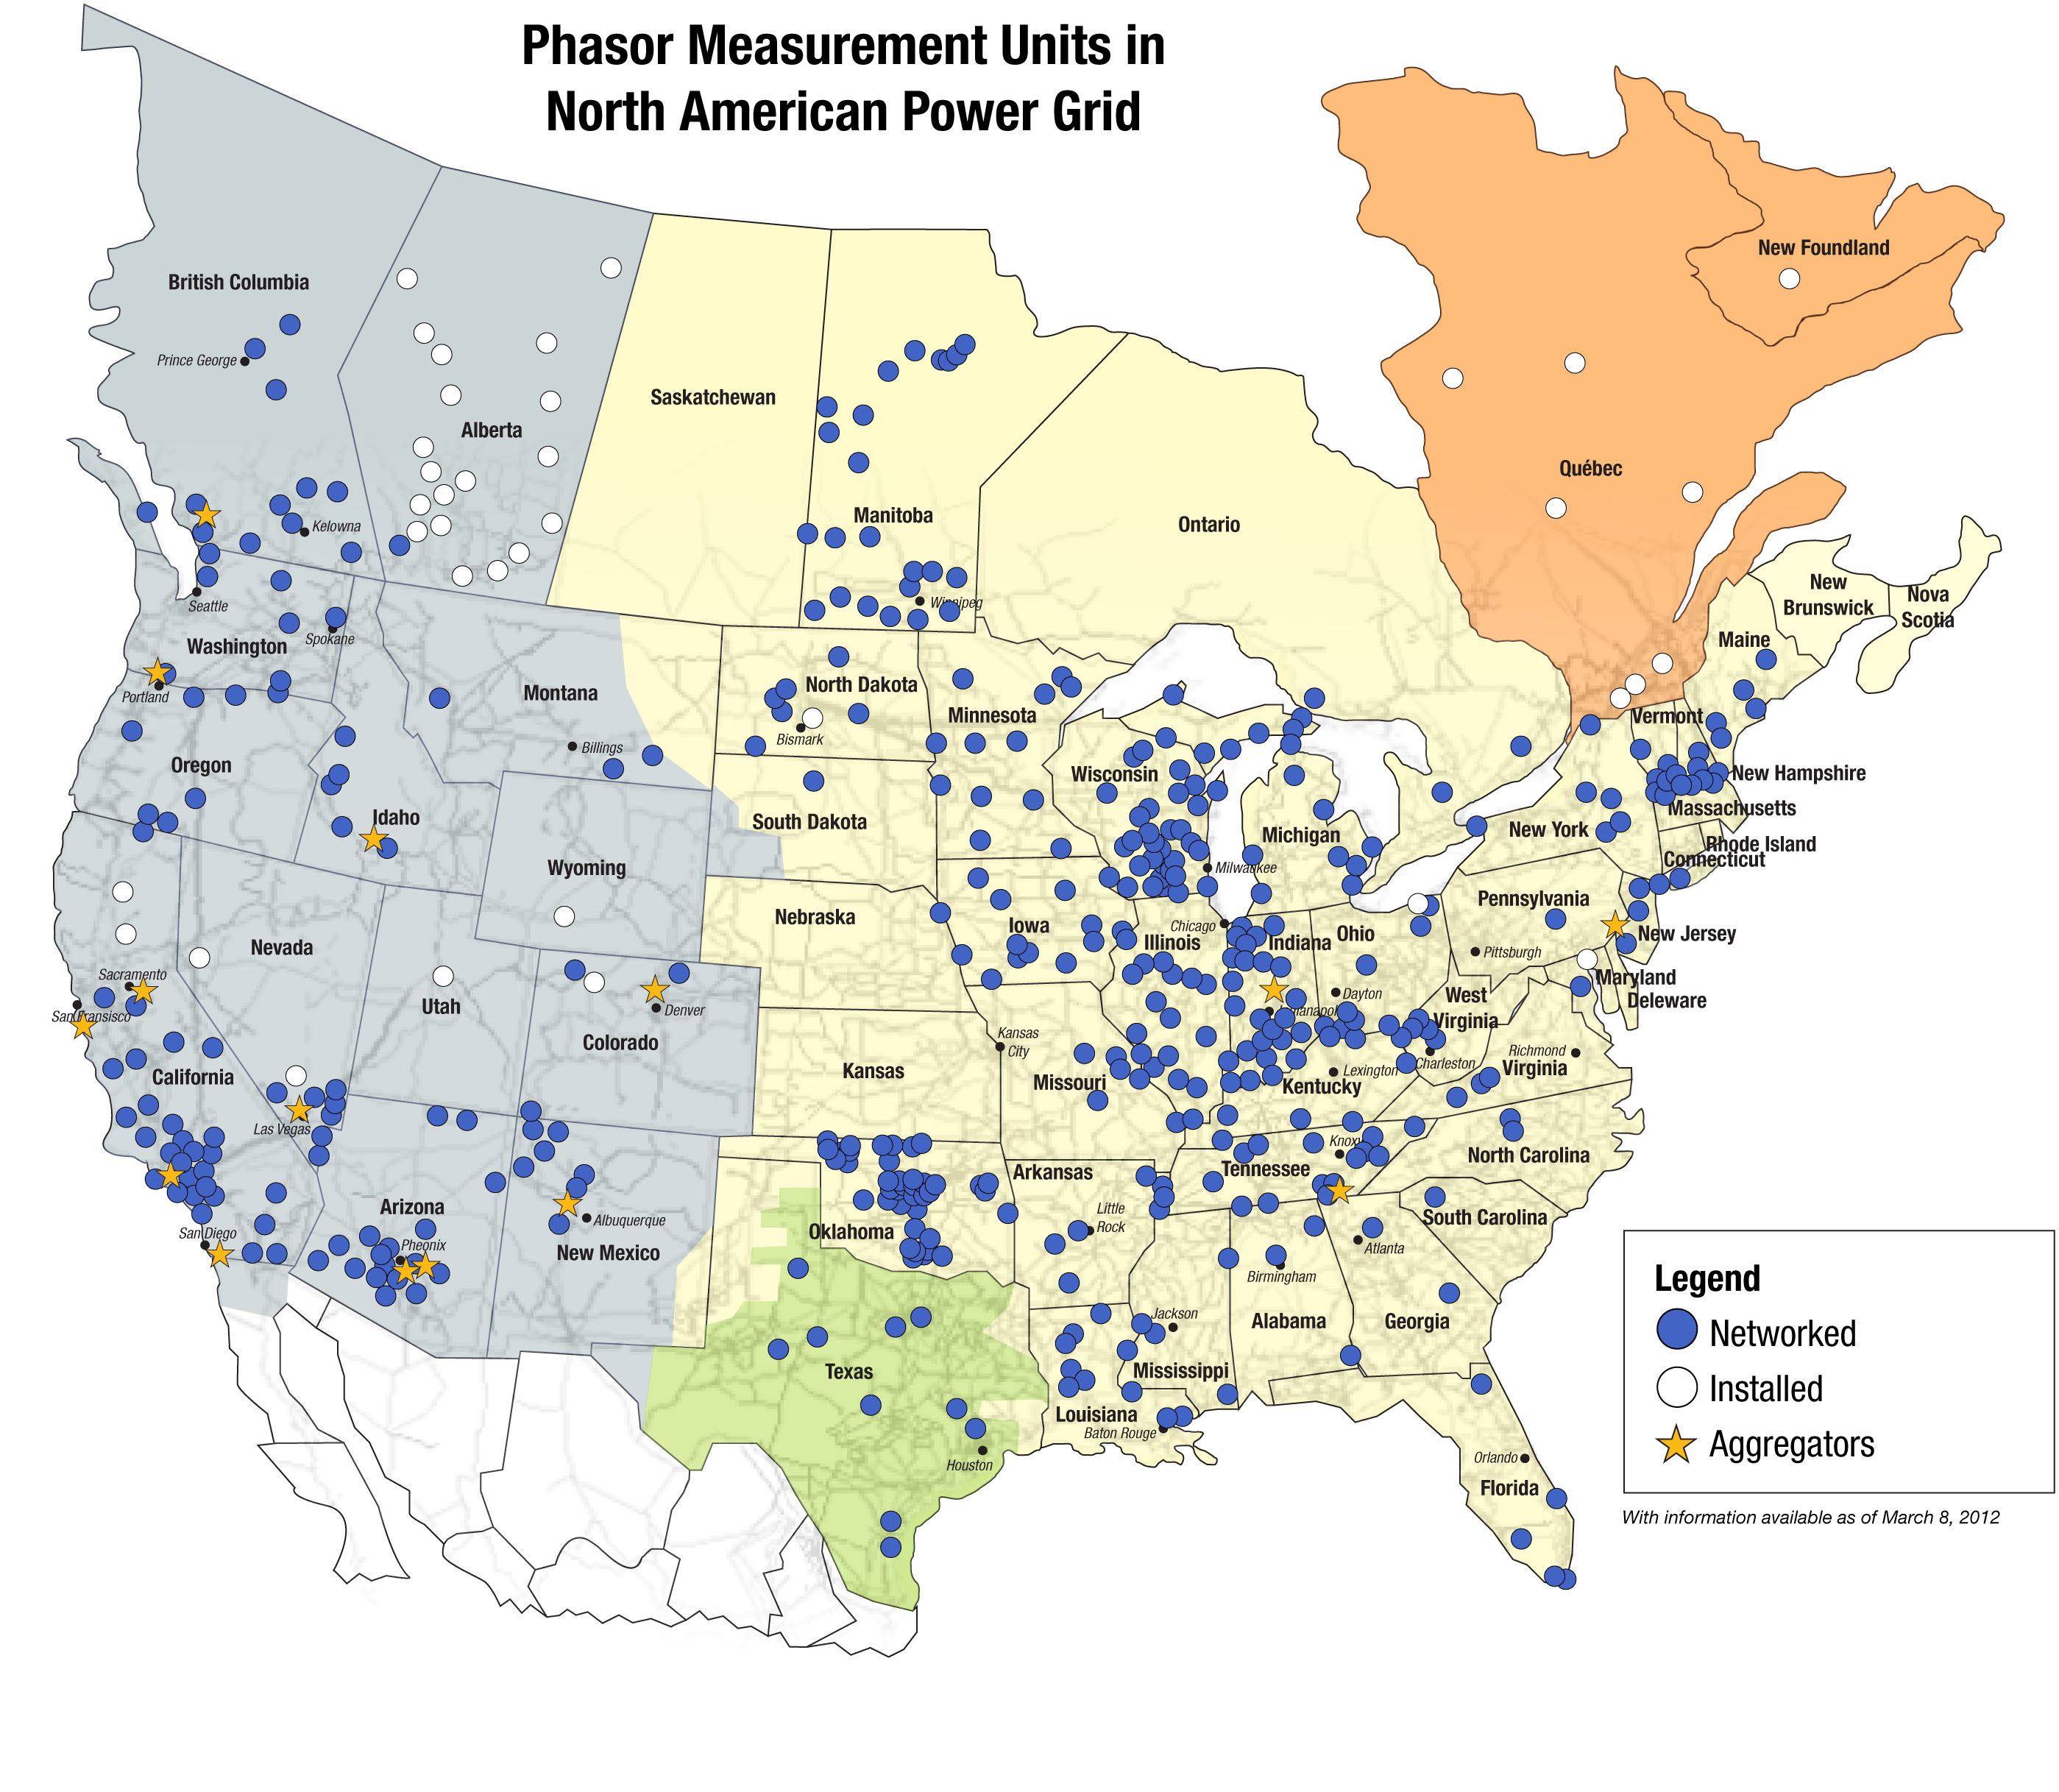 Phasor Measurement Units in
North American Power Grid
New Foundland
British Columbia
Prince George
Saskatchewan
Alberta
Québec
Manitoba
Ontario
Kelowna
New
Brunswick
Nova
Scotia
Seattle
Winnipeg
Spokane
Washington
Maine
Portland
Montana
North Dakota
Minnesota
Vermont
Bismark
Billings
Oregon
Wisconsin
New Hampshire
Massachusetts
Idaho
South Dakota
Michigan
New York
Rhode Island
Connecticut
Wyoming
Milwaukee
Pennsylvania
Nebraska
Iowa
Chicago
Illinois
Indiana
Ohio
New Jersey
Nevada
Pittsburgh
Sacramento
Maryland
Utah
Dayton
West
Virginia
Deleware
Denver
San Fransisco
Colorado
Kansas
City
Charleston
Richmond
Virginia
California
Kansas
Missouri
Lexington
Kentucky
Las Vegas
North Carolina
Arkansas
Tennessee
Arizona
Little
Rock
South Carolina
Albuquerque
Oklahoma
San Diego
Pheonix
New Mexico
Atlanta
Birmingham
Jackson
Alabama
Georgia
Texas
Mississippi
Louisiana
Baton Rouge
Houston
Orlando
Florida
Legend
Networked
Installed
Aggregators
With information available as of March 8, 2012